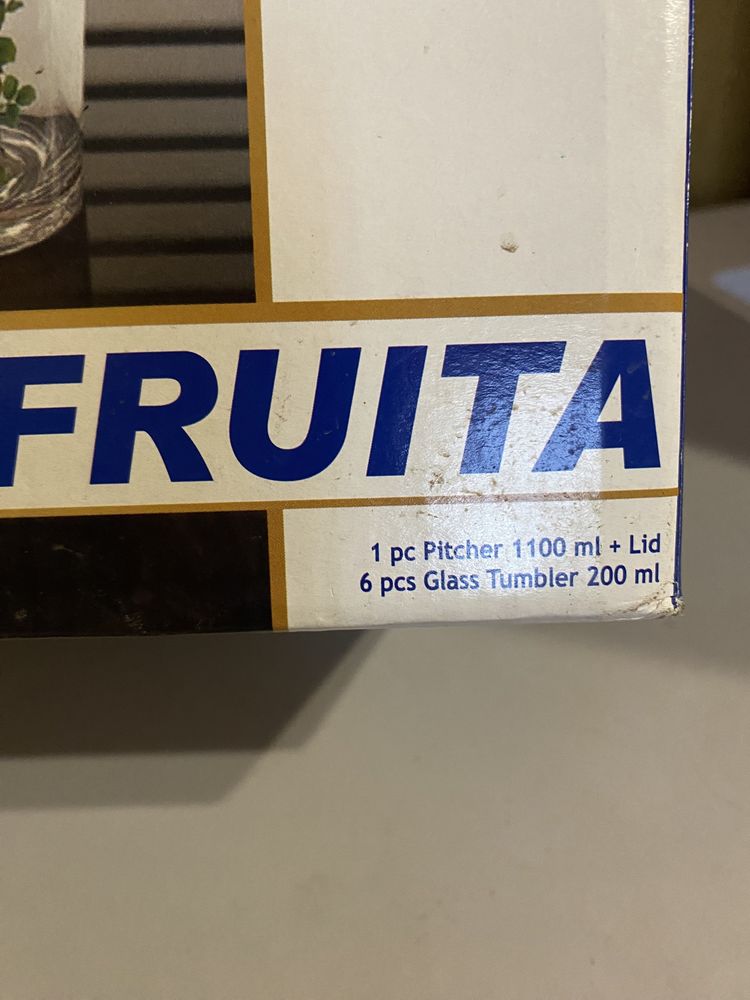 FRUITA
1 pc Pitcher 1100 ml + Lid
6 pcs Glass Tumbler 200 ml